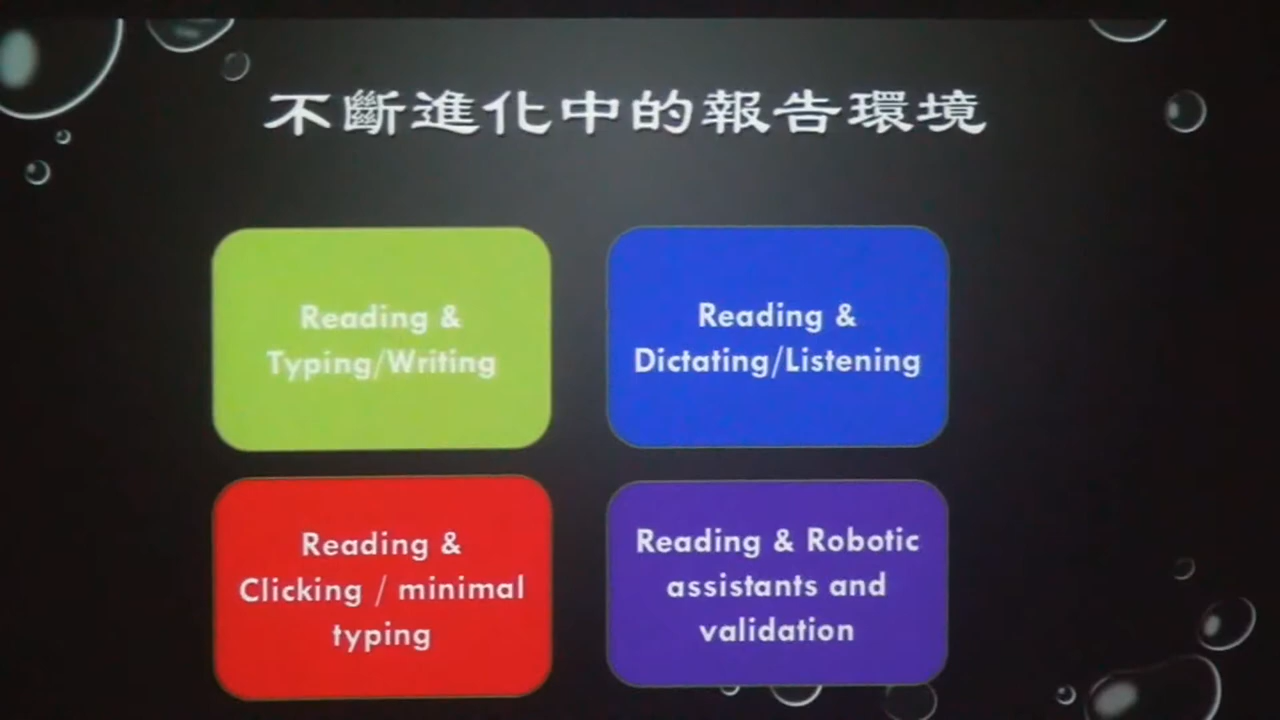 不斷進化中的報告環境
Reading &
Typing/Writing
Reading &
Dictating/Listening
Reading &
Clicking / minimal
typing
Reading & Robotic
assistants and
validation